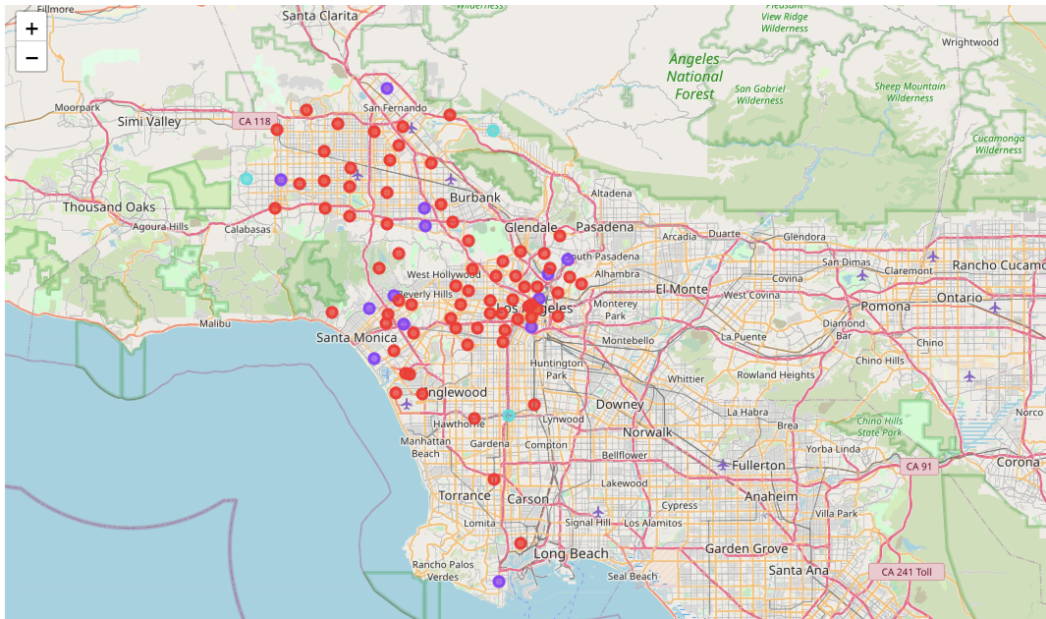 Fillmore
Santa Clarita
Wilderness
Pleasant
View Ridge
Wilderness
Wrightwood
+
−
Angeles
National
Forest
San Gabriel
Wilderness
Sheep Mountain
Wilderness
Moorpark
Simi Valley
CA 118
San Fernando
Cucamonga
Wilderness
Thousand Oaks
Agoura Hills
Calabasas
Burbank
Altadena
Glendale
Pasadena
Arcadia
Duarte
Glendora
San Dimas
Claremont
Rancho Cucamo
South Pasadena
Alhambra
West Hollywood
Beverly Hills
El Monte
Covina
West Covina
Pomona
Ontario
Los Angeles
Monterey
Park
Malibu
Santa Monica
Montebello
La Puente
Diamond
Bar
Chino
Chino Hills
Huntington
Park
Whittier
Rowland Heights
Inglewood
Downey
La Habra
Brea
Chino Hills
State Park
Norco
Hawthorne
Lynwood
Gardena
Compton
Norwalk
Manhattan
Beach
Bellflower
Yorba Linda
Fullerton
CA 91
Corona
Torrance
Carson
Lakewood
Cypress
Anaheim
Villa Park
Lomita
Signal Hill
Los Alamitos
Rancho Palos
Verdes
Long Beach
Seal Beach
Garden Grove
Santa Ana
CA 241 Toll